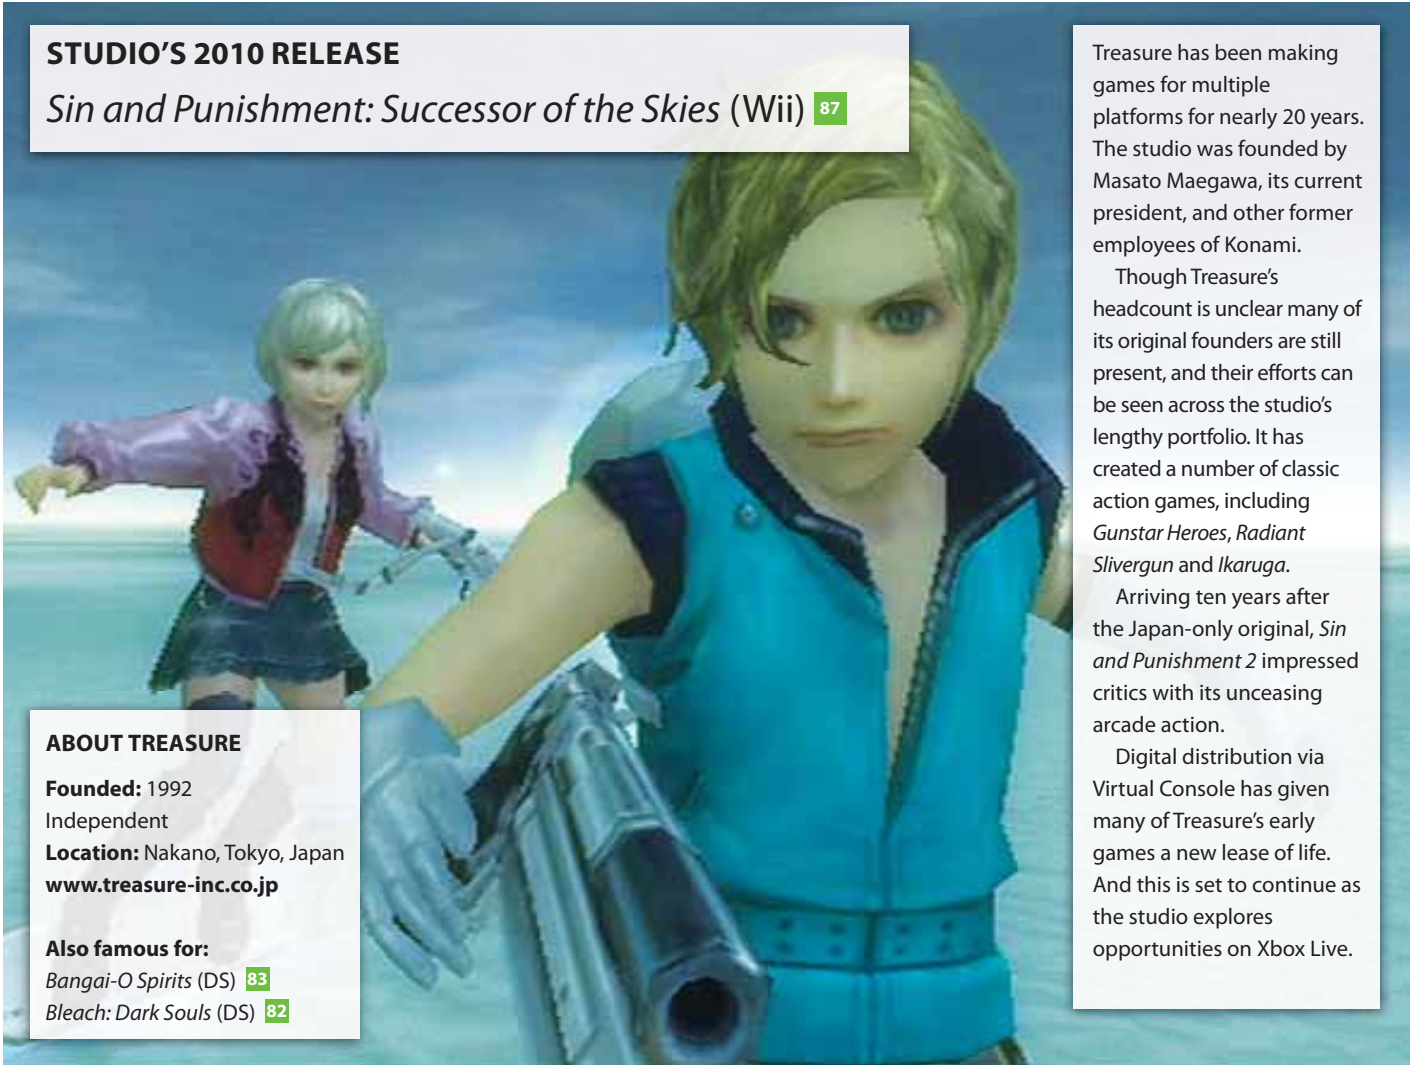 STUDIO'S 2010 RELEASE
Sin and Punishment: Successor of the Skies (Wii) 87
Treasure has been making
games for multiple
platforms for nearly 20 years.
The studio was founded by
Masato Maegawa, its current
president, and other former
employees of Konami.
Though Treasure's
headcount is unclear many of
its original founders are still
present, and their efforts can
be seen across the studio's
lengthy portfolio. It has
created a number of classic
action games, including
Gunstar Heroes, Radiant
Slivergun and Ikaruga.
Arriving ten years after
the Japan-only original, Sin
and Punishment 2 impressed
critics with its unceasing
arcade action.
Digital distribution via
Virtual Console has given
many of Treasure's early
games a new lease of life.
And this is set to continue as
the studio explores
opportunities on Xbox Live.
ABOUT TREASURE
Founded: 1992
Independent
Location: Nakano, Tokyo, Japan
www.treasure-inc.co.jp
Also famous for:
Bangai-O Spirits (DS) 83
Bleach: Dark Souls (DS) 82